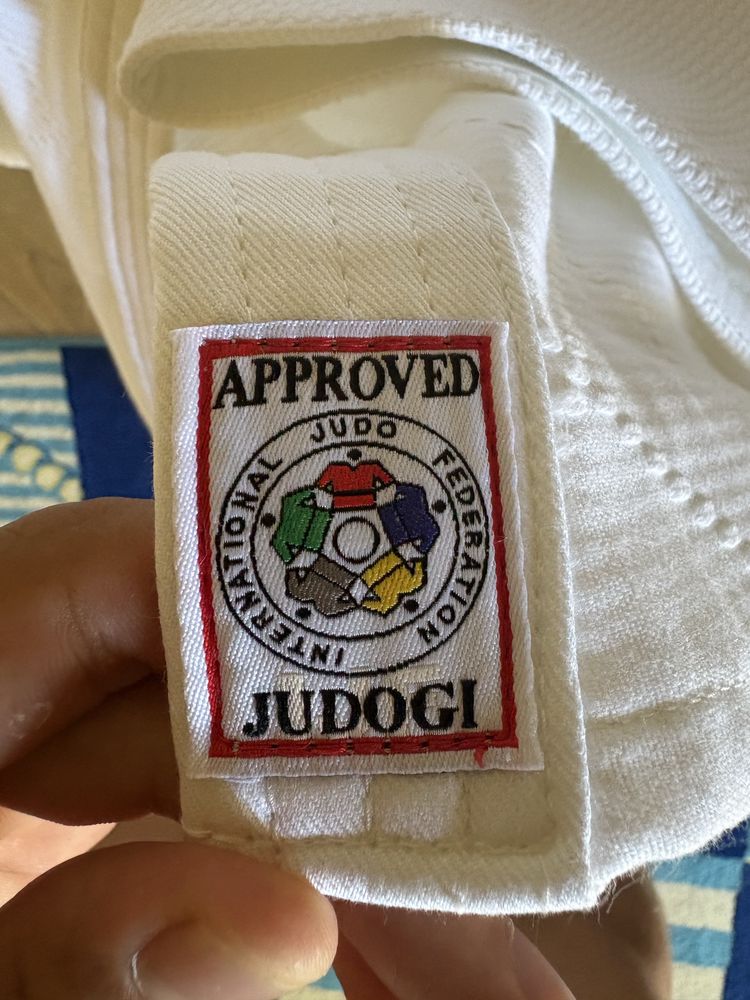 APPROVED
INTERNATIONAL JUDO FEDERATION
JUDOGI